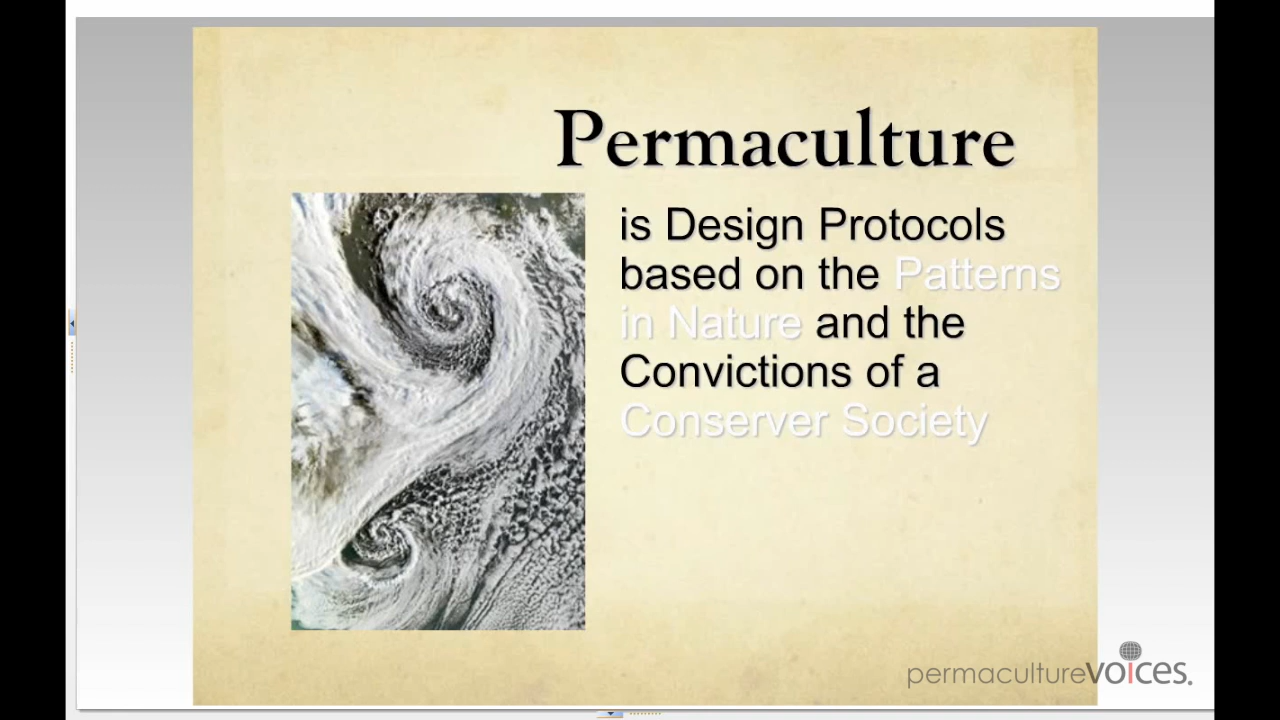 Permaculture
is Design Protocols
based on the Patterns
in Nature and the
Convictions of a
Conserver Society
permaculturevoices.